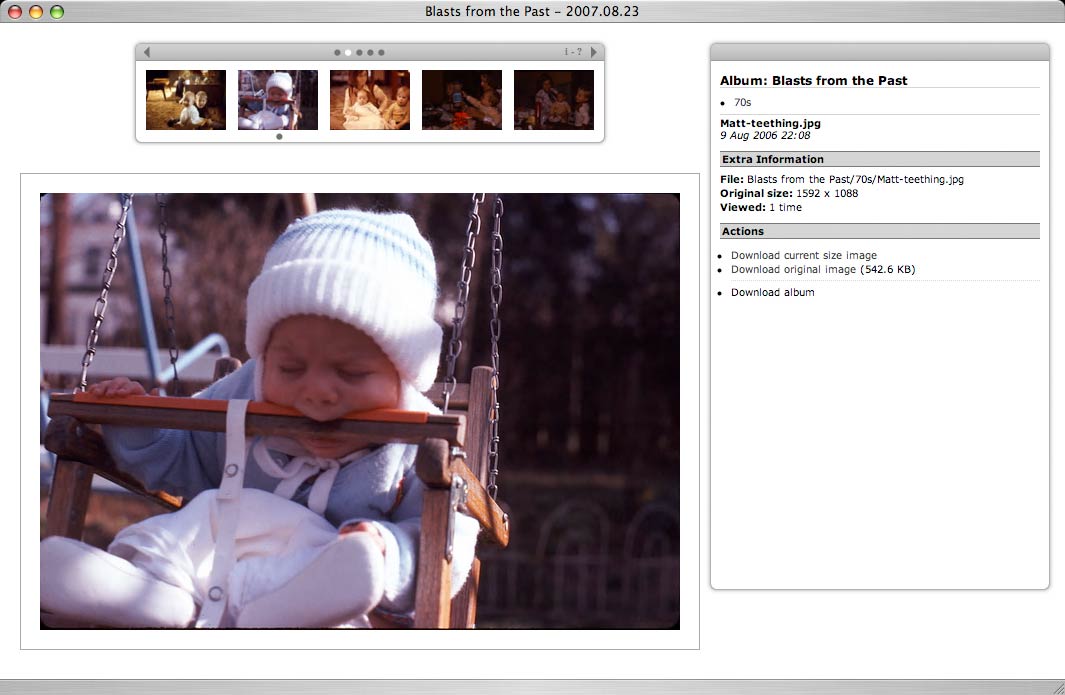 Blasts from the Past – 2007.08.23
i - ?
Album: Blasts from the Past
70s
Matt-teething.jpg
9 Aug 2006 22:08
Extra Information
File: Blasts from the Past/70s/Matt-teething.jpg
Original size: 1592 x 1088
Viewed: 1 time
Actions
Download current size image
Download original image (542.6 KB)
Download album